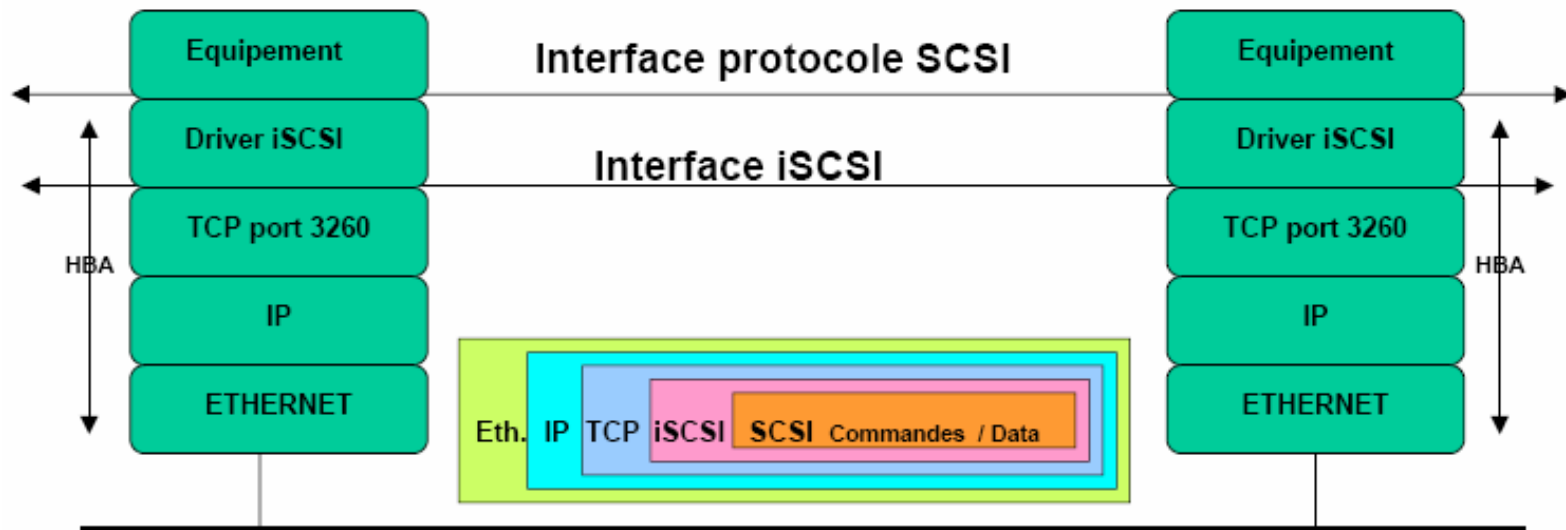 Equipement
Interface protocole SCSI
Equipement
Driver iSCSI
Interface iSCSI
Driver iSCSI
TCP port 3260
TCP port 3260
HBA
HBA
IP
IP
ETHERNET
ETHERNET
Eth. IP TCP iSCSI SCSI Commandes / Data